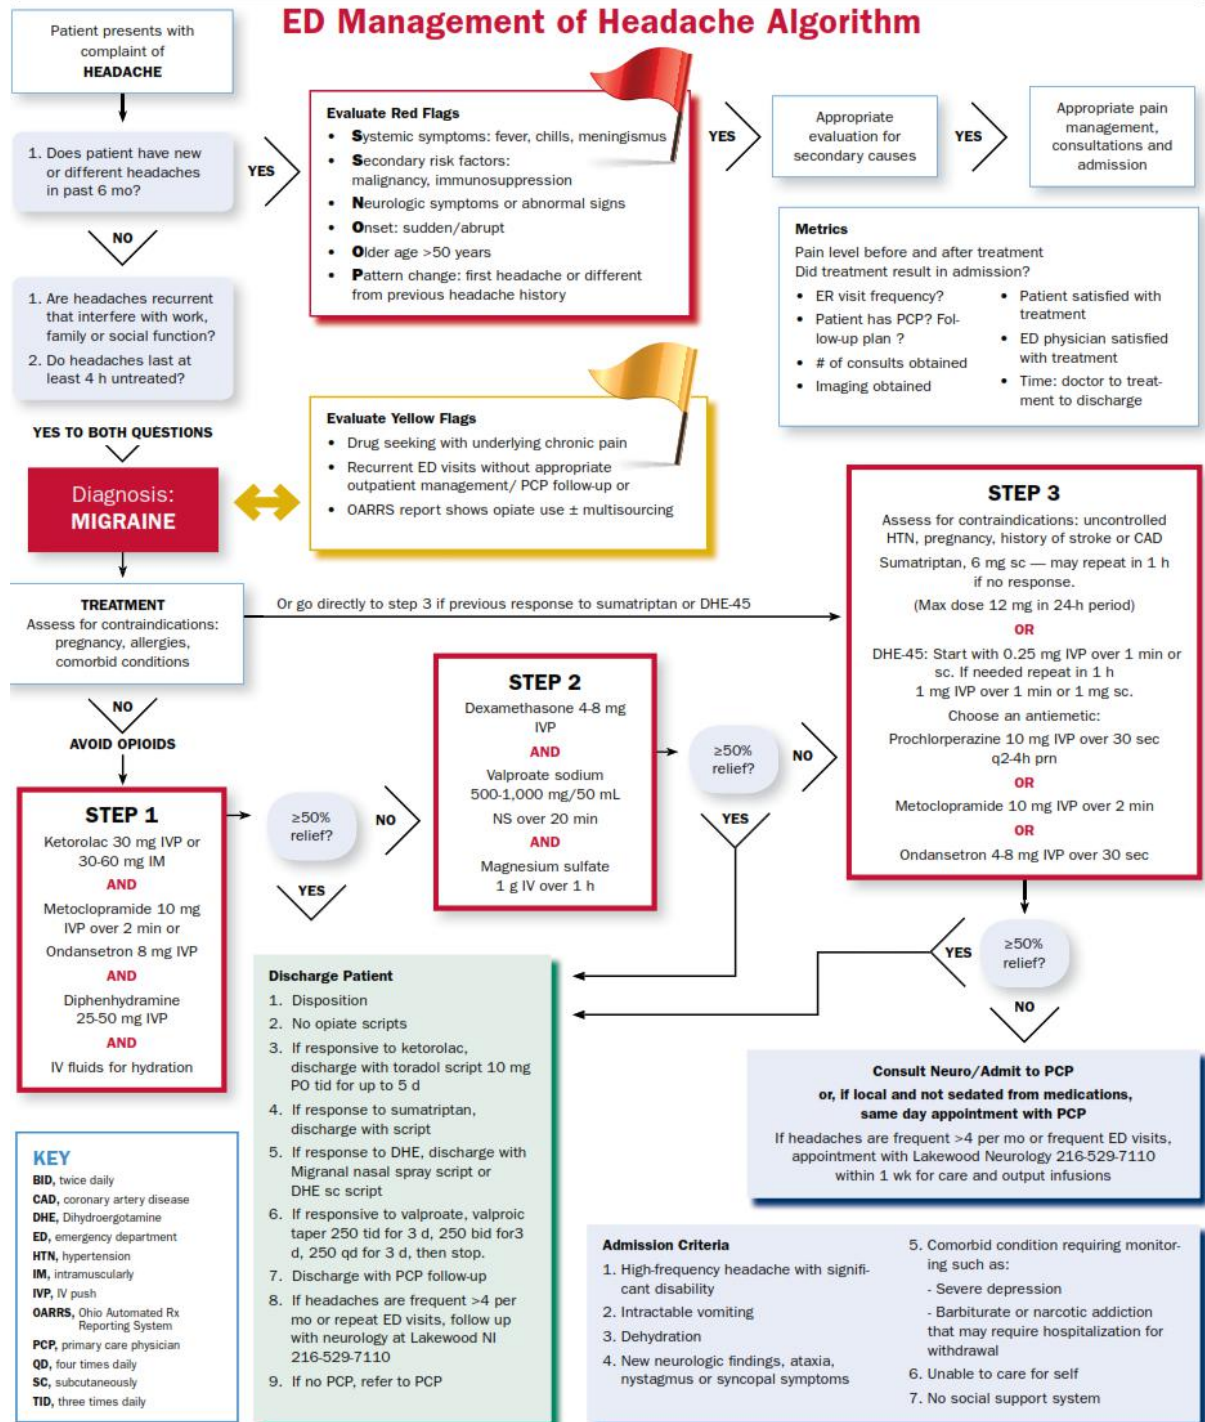 ED Management of Headache Algorithm
Patient presents with
complaint of
HEADACHE
1. Does patient have new
or different headaches
in past 6 mo?
YES
NO
Evaluate Red Flags
• Systemic symptoms: fever, chills, meningismus
• Secondary risk factors:
malignancy, immunosuppression
• Neurologic symptoms or abnormal signs
• Onset: sudden/abrupt
• Older age >50 years
• Pattern change: first headache or different
from previous headache history
YES
Appropriate
evaluation for
secondary causes
YES
Appropriate pain
management,
consultations and
admission
Metrics
Pain level before and after treatment
Did treatment result in admission?
• ER visit frequency?
• Patient has PCP? Fol-
low-up plan ?
• # of consults obtained
• Imaging obtained
• Patient satisfied with
treatment
• ED physician satisfied
with treatment
• Time: doctor to treat-
ment to discharge
1. Are headaches recurrent
that interfere with work,
family or social function?
2. Do headaches last at
least 4 h untreated?
YES TO BOTH QUESTIONS
Diagnosis:
MIGRAINE
Evaluate Yellow Flags
• Drug seeking with underlying chronic pain
• Recurrent ED visits without appropriate
outpatient management/ PCP follow-up or
• OARRS report shows opiate use ± multisourcing
TREATMENT
Assess for contraindications:
pregnancy, allergies,
comorbid conditions
Or go directly to step 3 if previous response to sumatriptan or DHE-45
NO
AVOID OPIOIDS
STEP 1
Ketorolac 30 mg IVP or
30-60 mg IM
AND
Metoclopramide 10 mg
IVP over 2 min or
Ondansetron 8 mg IVP
AND
Diphenhydramine
25-50 mg IVP
AND
IV fluids for hydration
≥50%
relief?
NO
YES
STEP 2
Dexamethasone 4-8 mg
IVP
AND
Valproate sodium
500-1,000 mg/50 mL
NS over 20 min
AND
Magnesium sulfate
1 g IV over 1 h
≥50%
relief?
NO
YES
STEP 3
Assess for contraindications: uncontrolled
HTN, pregnancy, history of stroke or CAD
Sumatriptan, 6 mg sc — may repeat in 1 h
if no response.
(Max dose 12 mg in 24-h period)
OR
DHE-45: Start with 0.25 mg IVP over 1 min or
sc. If needed repeat in 1 h
1 mg IVP over 1 min or 1 mg sc.
Choose an antiemetic:
Prochlorperazine 10 mg IVP over 30 sec
q2-4h prn
OR
Metoclopramide 10 mg IVP over 2 min
OR
Ondansetron 4-8 mg IVP over 30 sec
≥50%
relief?
YES
NO
Discharge Patient
1. Disposition
2. No opiate scripts
3. If responsive to ketorolac,
discharge with toradol script 10 mg
PO tid for up to 5 d
4. If response to sumatriptan,
discharge with script
5. If response to DHE, discharge with
Migranal nasal spray script or
DHE sc script
6. If responsive to valproate, valproic
taper 250 tid for 3 d, 250 bid for3
d, 250 qd for 3 d, then stop.
7. Discharge with PCP follow-up
8. If headaches are frequent >4 per
mo or repeat ED visits, follow up
with neurology at Lakewood NI
216-529-7110
9. If no PCP, refer to PCP
Consult Neuro/Admit to PCP
or, if local and not sedated from medications,
same day appointment with PCP
If headaches are frequent >4 per mo or frequent ED visits,
appointment with Lakewood Neurology 216-529-7110
within 1 wk for care and output infusions
KEY
BID, twice daily
CAD, coronary artery disease
DHE, Dihydroergotamine
ED, emergency department
HTN, hypertension
IM, intramuscularly
IVP, IV push
OARRS, Ohio Automated Rx
Reporting System
PCP, primary care physician
QD, four times daily
SC, subcutaneously
TID, three times daily
Admission Criteria
1. High-frequency headache with signifi-
cant disability
2. Intractable vomiting
3. Dehydration
4. New neurologic findings, ataxia,
nystagmus or syncopal symptoms
5. Comorbid condition requiring monitor-
ing such as:
- Severe depression
- Barbiturate or narcotic addiction
that may require hospitalization for
withdrawal
6. Unable to care for self
7. No social support system